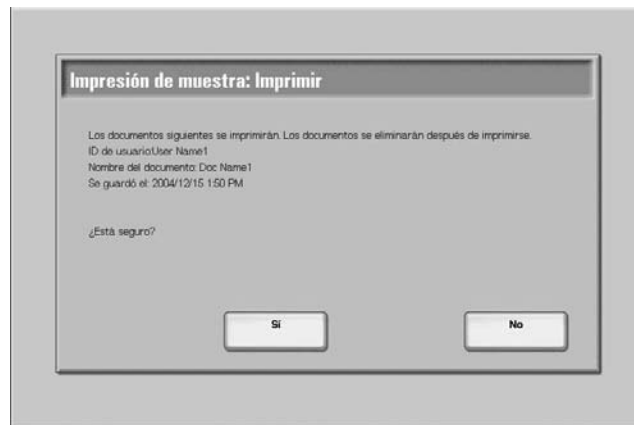 Impresión de muestra: Imprimir
Los documentos siguientes se imprimirán. Los documentos se eliminarán después de imprimirse.
ID de usuario:User Name1
Nombre del documento: Doc Name1
Se guardó el: 2004/12/15 1:50 PM
¿Está seguro?
Sí
No